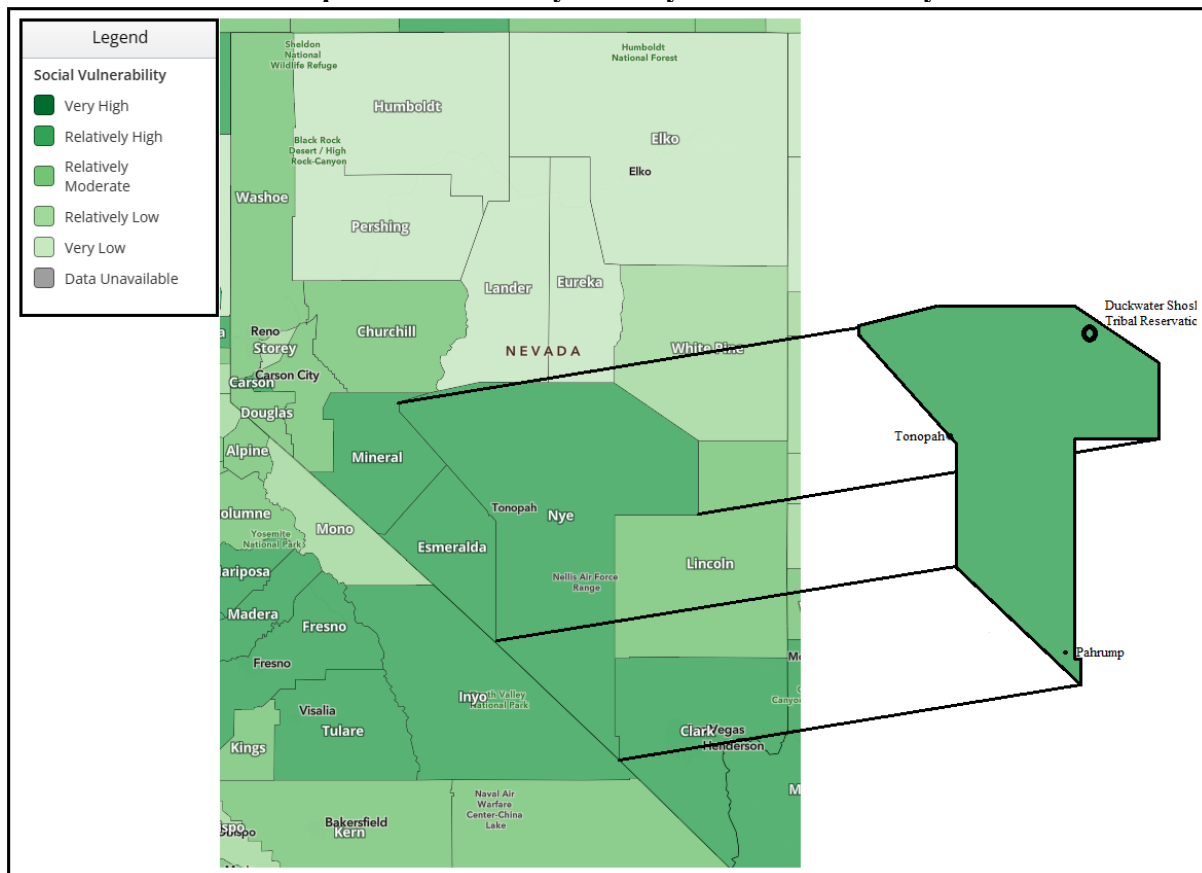 Legend
Social Vulnerability
Very High
Relatively High
Relatively
Moderate
Relatively Low
Very Low
Data Unavailable
Sheldon
National
Wildlife Refuge
Humboldt
National Forest
Humboldt
Elko
Elko
Black Rock
Desert / High
Rock-Canyon
Washoe
Pershing
Lander
Eureka
Churchill
Reno
Storey
NEVADA
White Pine
Carson City
Carson
Douglas
Alpine
Mineral
Tonopah
Nye
Mono
Yosemite
National Park
Esmeralda
Nellis Air Force
Range
Lincoln
Madera
Fresno
Fresno
Inyo
National Park
Visalia
Tulare
Kings
Clark
Vegas
Henderson
Naval Air
Warfare
Center-China
Lake
Bakersfield
Kern
Duckwater
Tribal
Tonopah
Pahrump